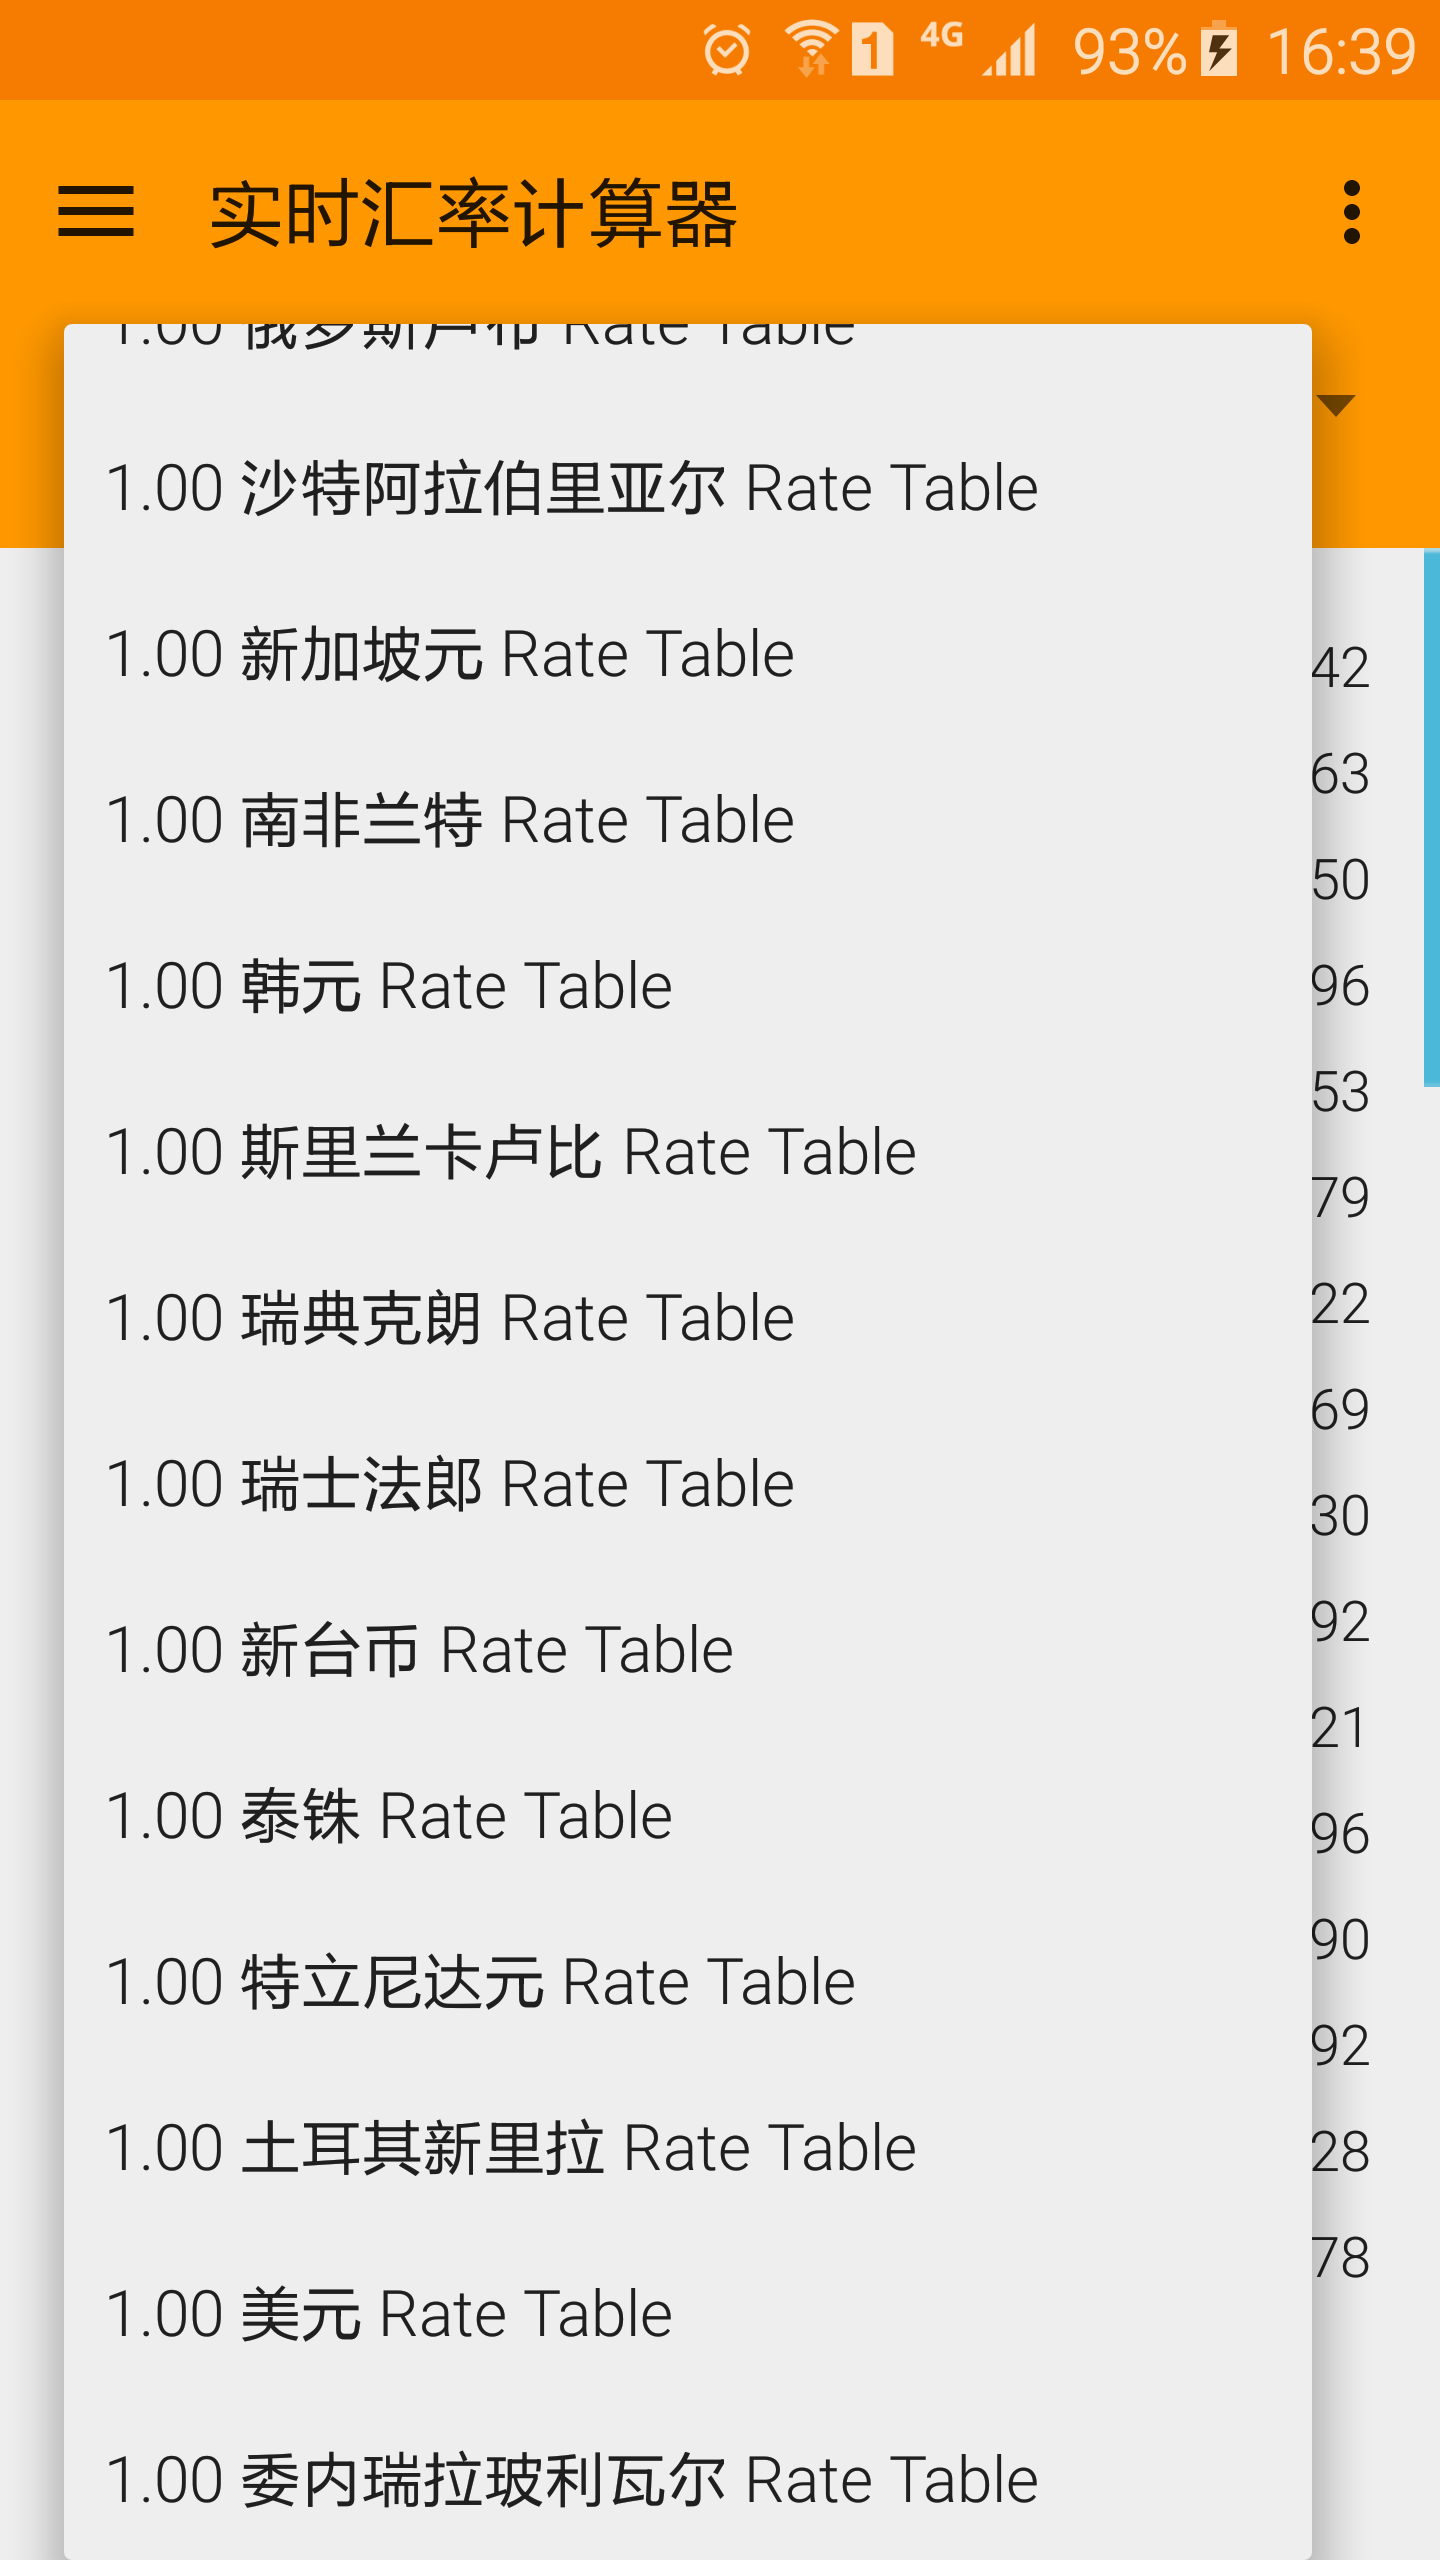 4G 93% 16:39
实时汇率计算器
1.00 俄罗斯卢布 Rate Table
1.00 沙特阿拉伯里亚尔 Rate Table
1.00 新加坡元 Rate Table
42
63
1.00 南非兰特 Rate Table
50
1.00 韩元 Rate Table
96
53
1.00 斯里兰卡卢比 Rate Table
79
22
1.00 瑞典克朗 Rate Table
69
1.00 瑞士法郎 Rate Table
30
92
1.00 新台币 Rate Table
21
1.00 泰铢 Rate Table
96
90
1.00 特立尼达元 Rate Table
92
1.00 土耳其新里拉 Rate Table
28
78
1.00 美元 Rate Table
1.00 委内瑞拉玻利瓦尔 Rate Table